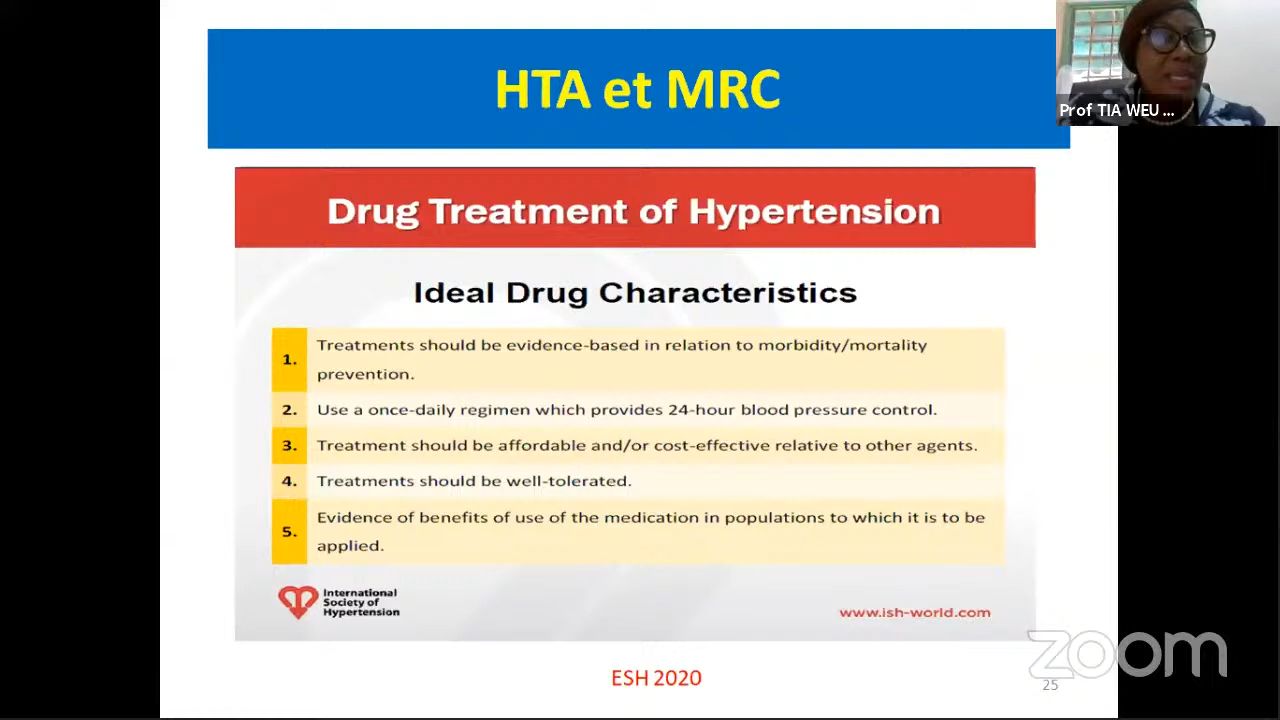 HTA et MRC
Prof TIA WEU ...
Drug Treatment of Hypertension
Ideal Drug Characteristics
1. Treatments should be evidence-based in relation to morbidity/mortality
prevention.
2. Use a once-daily regimen which provides 24-hour blood pressure control.
3. Treatment should be affordable and/or cost-effective relative to other agents.
4. Treatments should be well-tolerated.
5. Evidence of benefits of use of the medication in populations to which it is to be
applied.
International
Society of
Hypertension
www.ish-world.com
ESH 2020
zoom
25